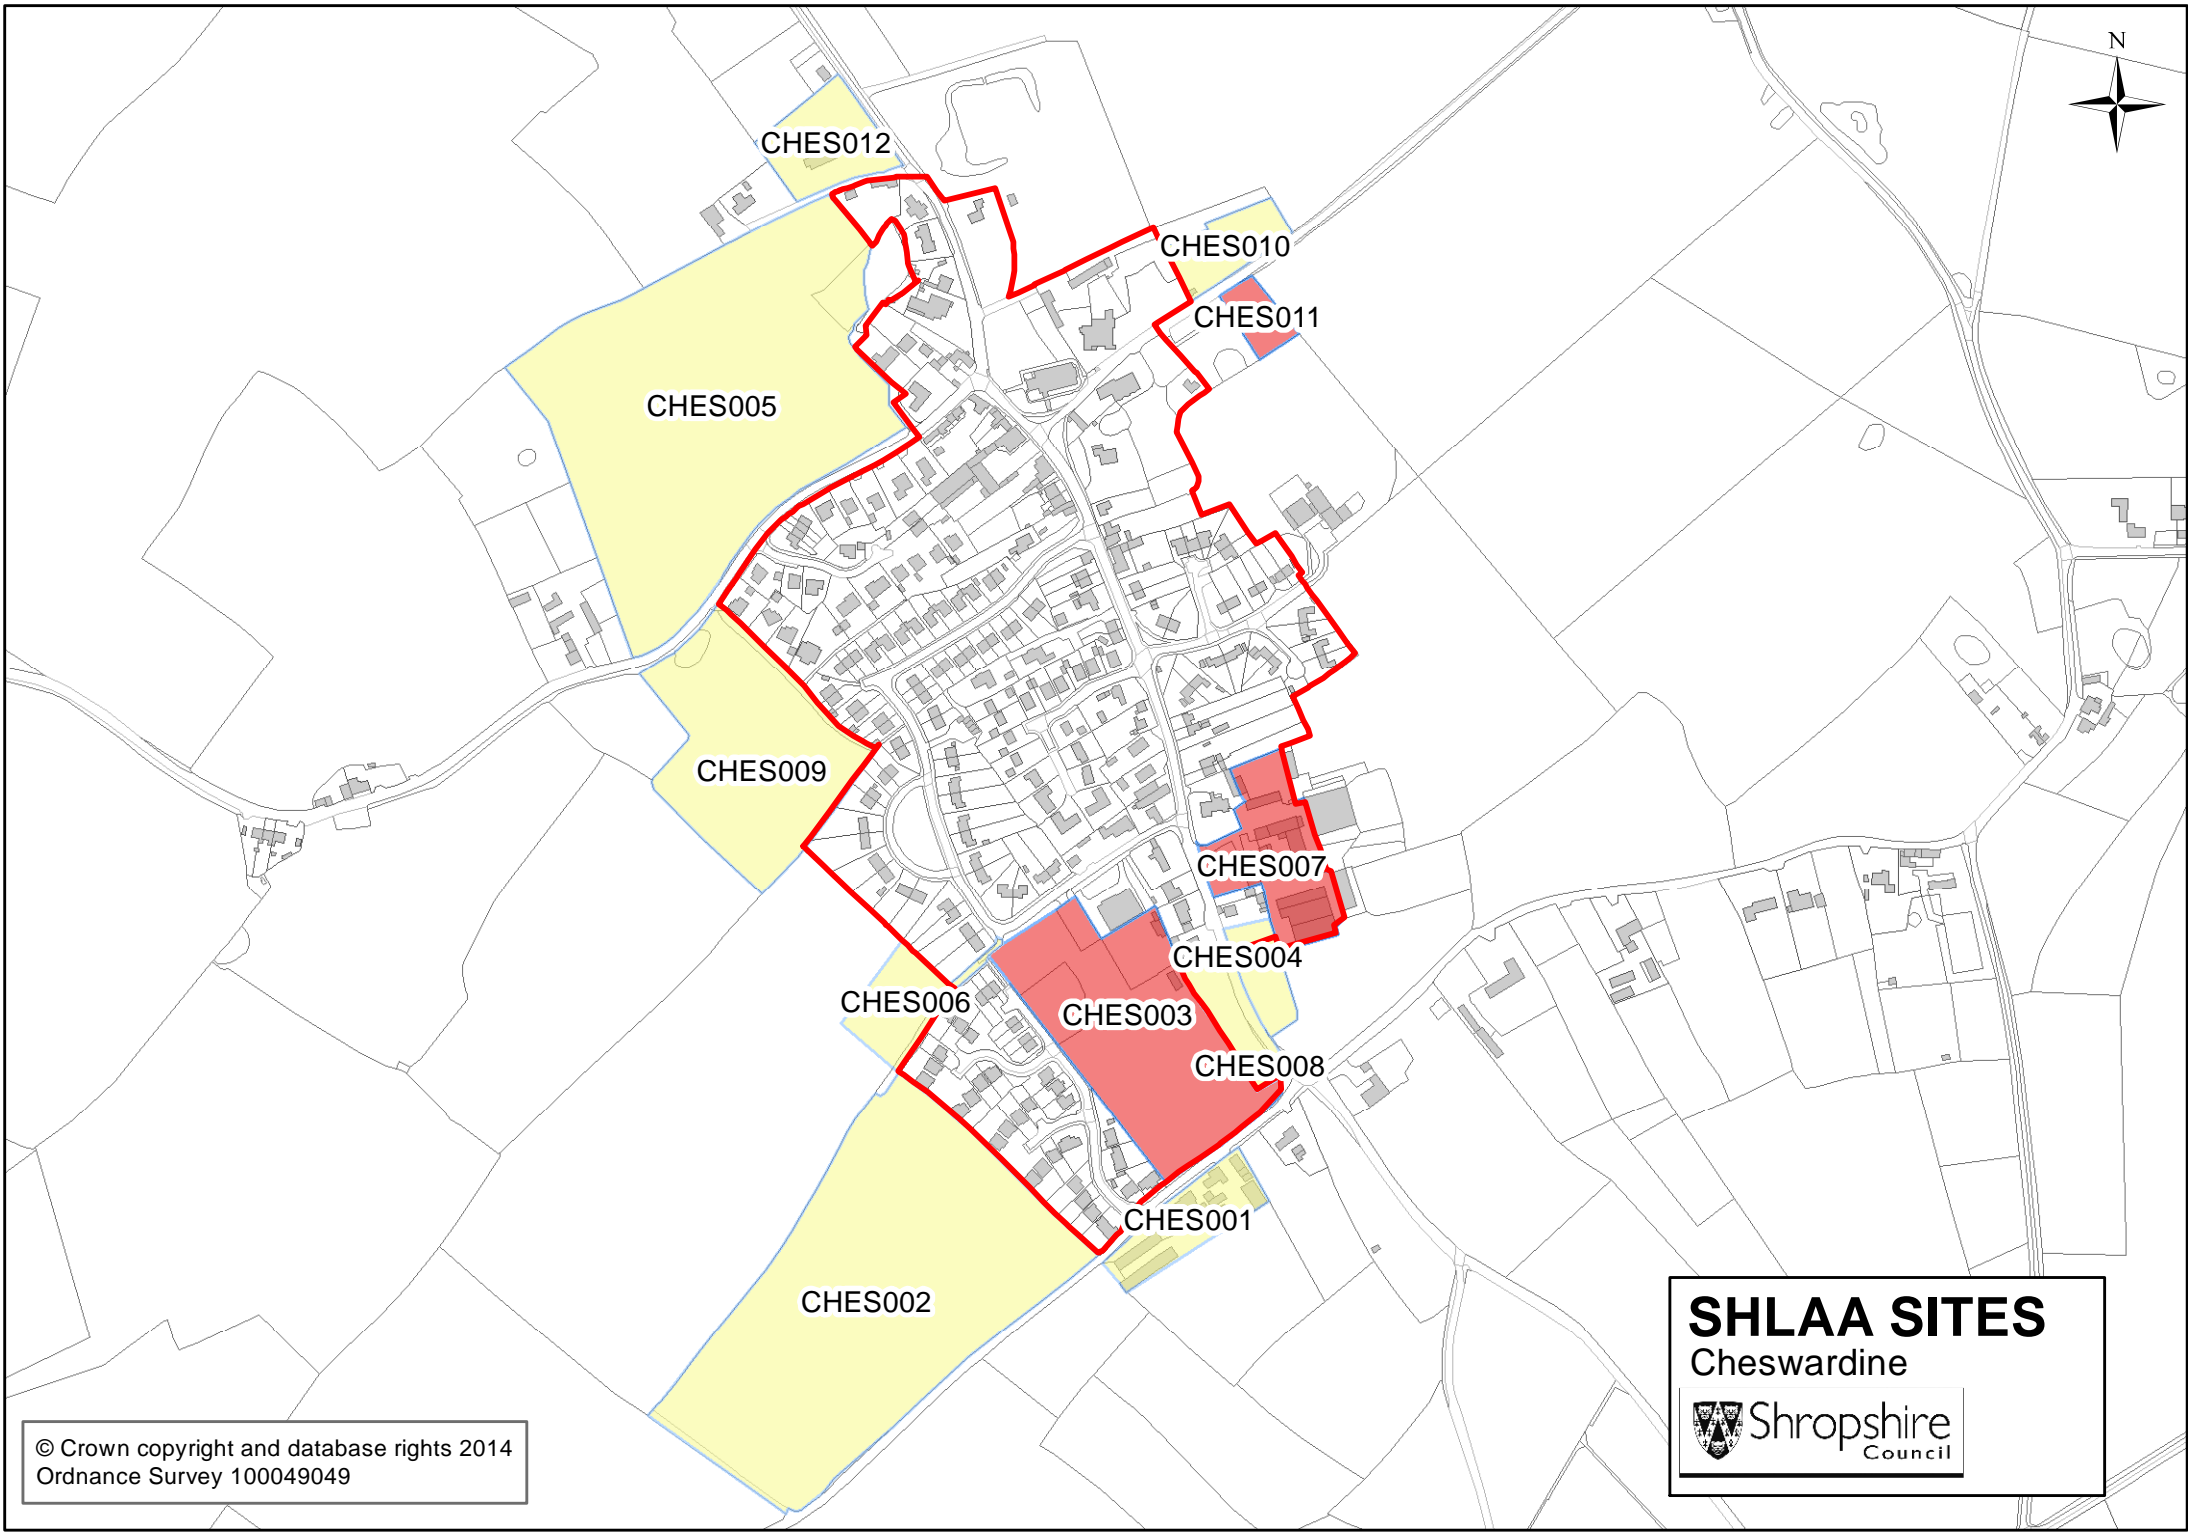 N
CHES012
CHES010
CHES011
CHES005
CHES009
CHES007
CHES004
CHES006
CHES003
CHES008
CHES001
CHES002
SHLAA SITES
Cheswardine
Shropshire
Council
© Crown copyright and database rights 2014
Ordnance Survey 100049049